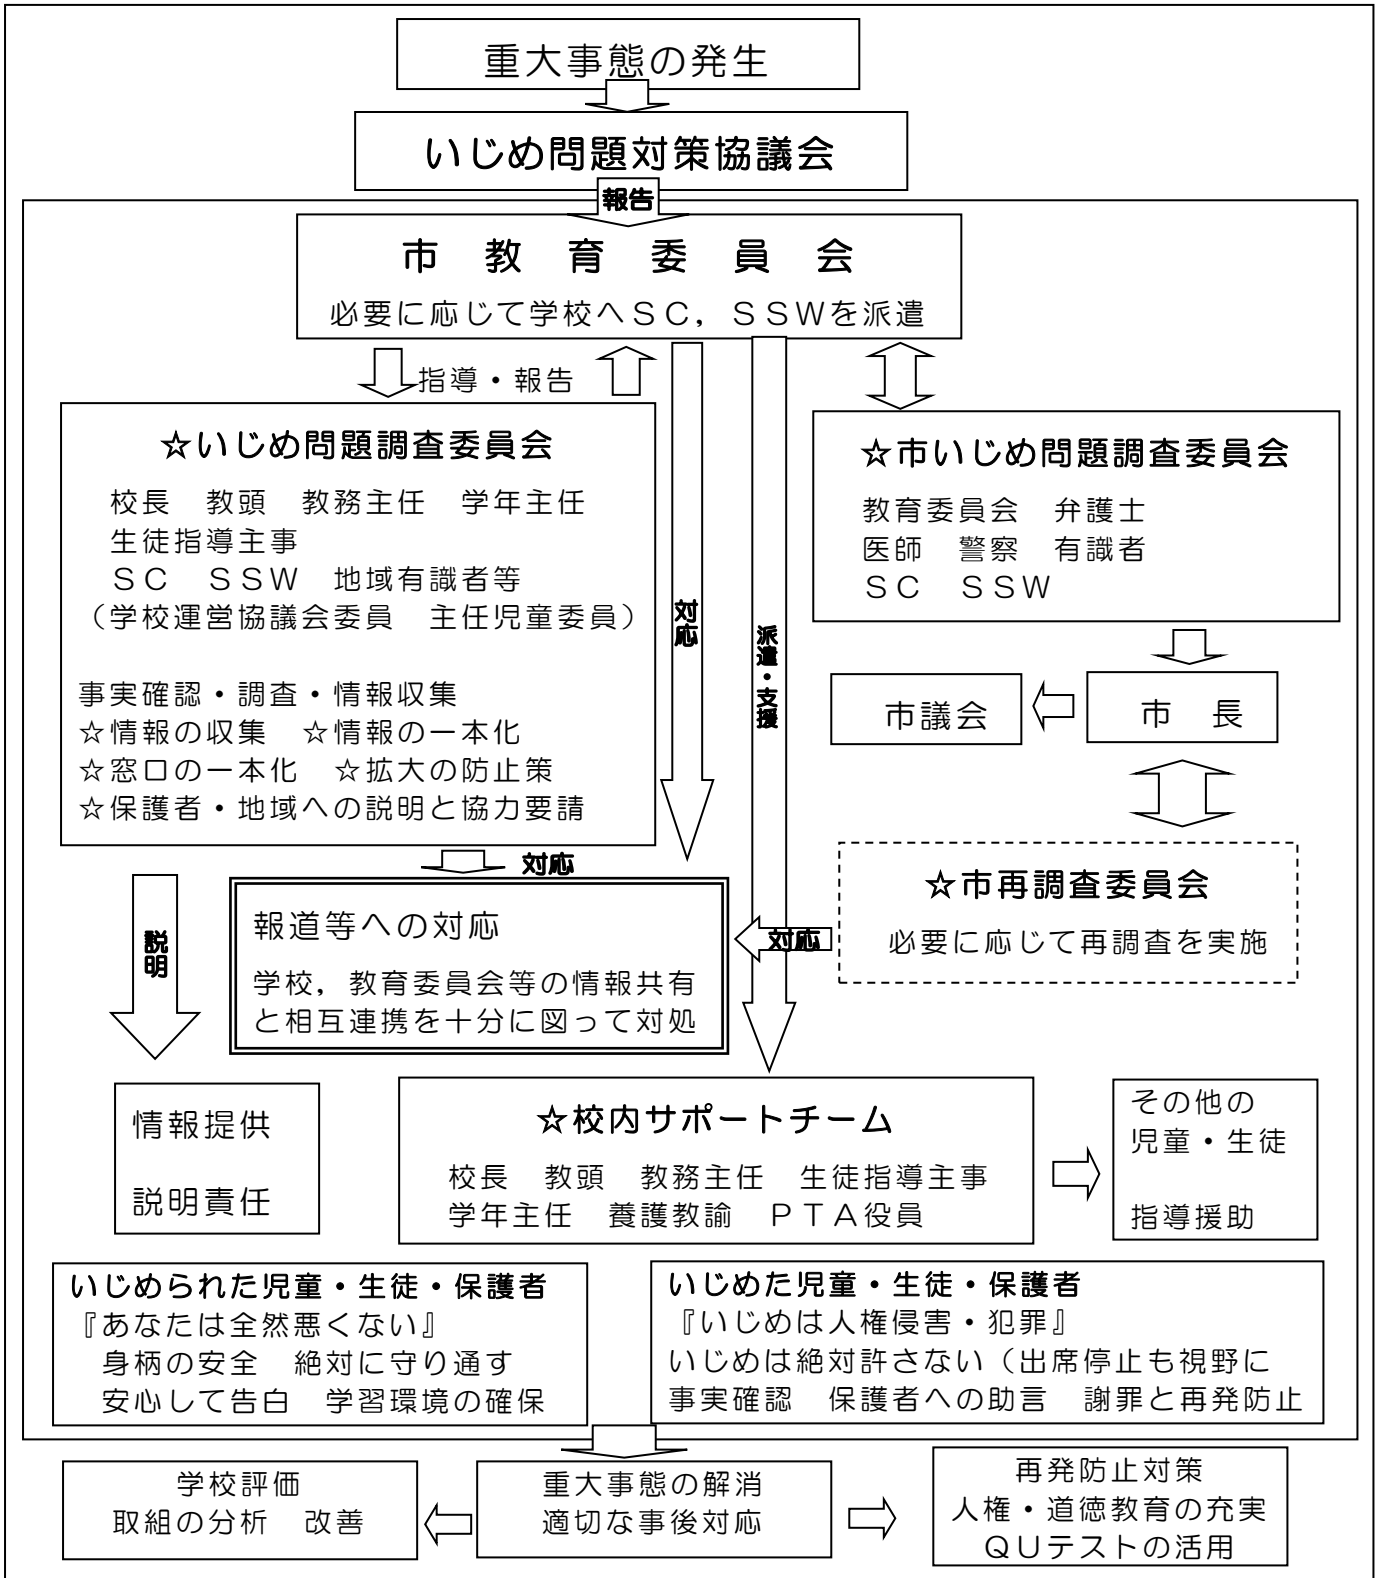 重大事態の発生
いじめ問題対策協議会
報告
市　教　育　委　員　会
必要に応じて学校へＳＣ，ＳＳＷを派遣
指導・報告
☆いじめ問題調査委員会
校長　教頭　教務主任　学年主任
生徒指導主事
ＳＣ　ＳＳＷ　地域有識者等
（学校運営協議会委員　主任児童委員）
事実確認・調査・情報収集
☆情報の収集　☆情報の一本化
☆窓口の一本化　☆拡大の防止策
☆保護者・地域への説明と協力要請
対応
派遣・支援
☆市いじめ問題調査委員会
教育委員会　弁護士
医師　警察　有識者
ＳＣ　ＳＳＷ
市議会
市　長
☆市再調査委員会
必要に応じて再調査を実施
対応
対応
説明
報道等への対応
学校，教育委員会等の情報共有
と相互連携を十分に図って対処
情報提供
説明責任
☆校内サポートチーム
校長　教頭　教務主任　生徒指導主事
学年主任　養護教諭　ＰＴＡ役員
その他の
児童・生徒
指導援助
いじめられた児童・生徒・保護者
『あなたは全然悪くない』
身柄の安全　絶対に守り通す
安心して告白　学習環境の確保
いじめた児童・生徒・保護者
『いじめは人権侵害・犯罪』
いじめは絶対許さない（出席停止も視野に
事実確認　保護者への助言　謝罪と再発防止
学校評価
取組の分析　改善
重大事態の解消
適切な事後対応
再発防止対策
人権・道徳教育の充実
ＱＵテストの活用